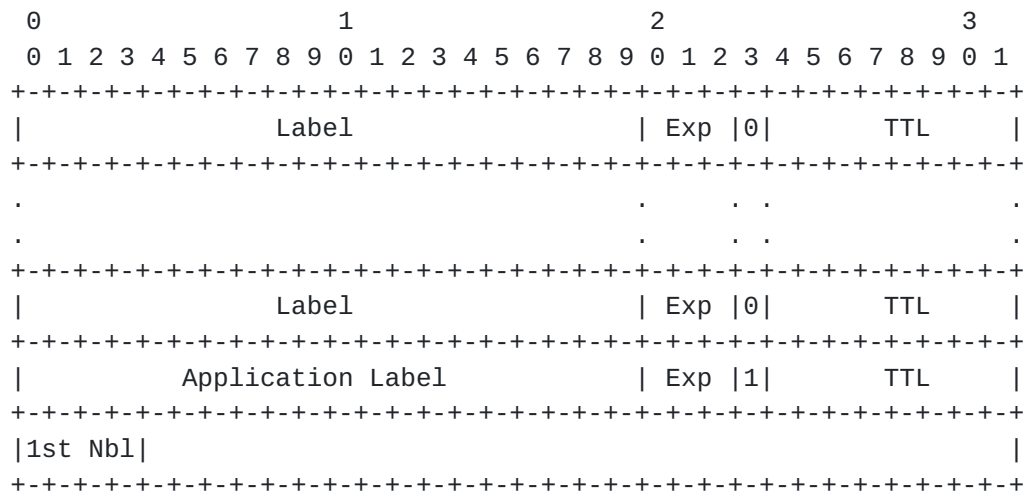 0                   1                   2                   3
 0 1 2 3 4 5 6 7 8 9 0 1 2 3 4 5 6 7 8 9 0 1 2 3 4 5 6 7 8 9 0 1
+-+-+-+-+-+-+-+-+-+-+-+-+-+-+-+-+-+-+-+-+-+-+-+-+-+-+-+-+-+-+-+-+
|                Label                  | Exp |0|       TTL     |
+-+-+-+-+-+-+-+-+-+-+-+-+-+-+-+-+-+-+-+-+-+-+-+-+-+-+-+-+-+-+-+-+
.                                       .     . .               .
.                                       .     . .               .
+-+-+-+-+-+-+-+-+-+-+-+-+-+-+-+-+-+-+-+-+-+-+-+-+-+-+-+-+-+-+-+-+
|                Label                  | Exp |0|       TTL     |
+-+-+-+-+-+-+-+-+-+-+-+-+-+-+-+-+-+-+-+-+-+-+-+-+-+-+-+-+-+-+-+-+
|          Application Label            | Exp |1|       TTL     |
+-+-+-+-+-+-+-+-+-+-+-+-+-+-+-+-+-+-+-+-+-+-+-+-+-+-+-+-+-+-+-+-+
|1st Nbl|                                                       |
+-+-+-+-+-+-+-+-+-+-+-+-+-+-+-+-+-+-+-+-+-+-+-+-+-+-+-+-+-+-+-+-+